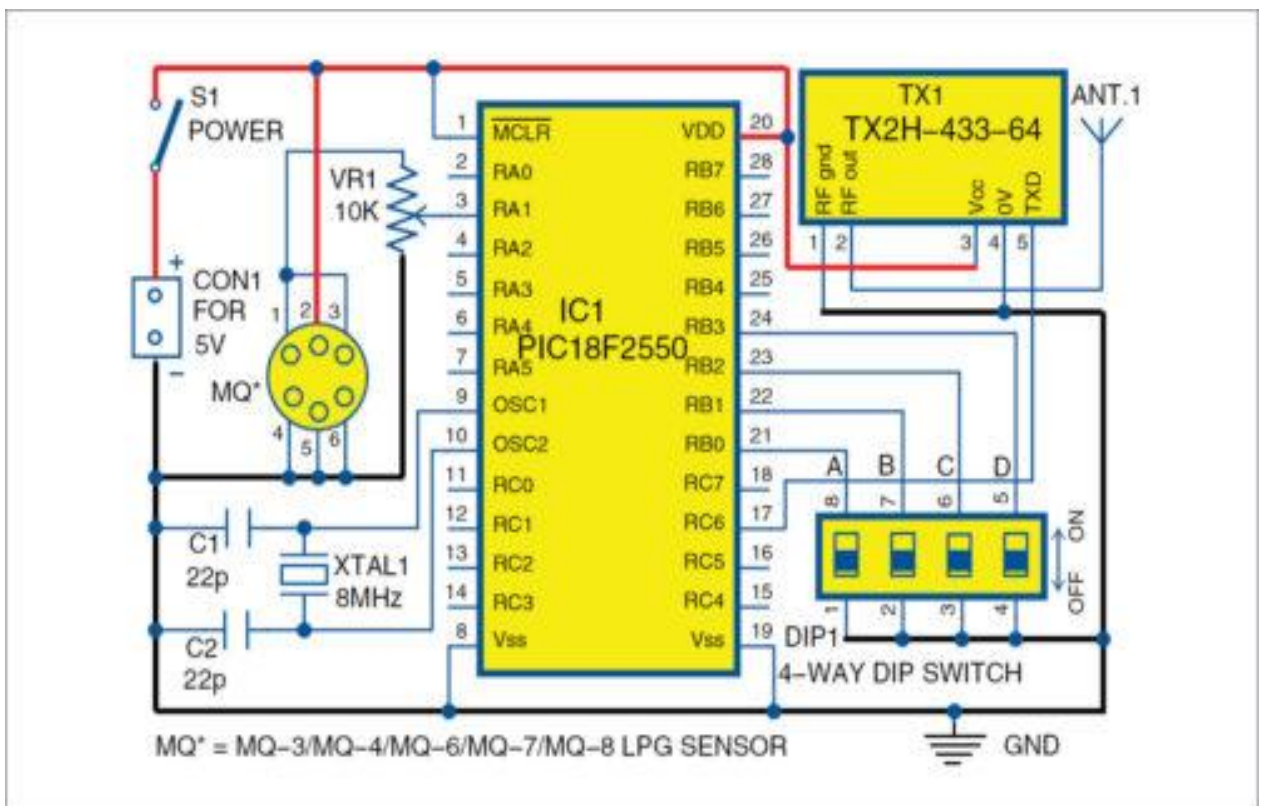 S1
POWER
CON1
FOR
5V
+
−
MQ*
1 2 3
4 5 6
VR1
10K
C1
22p
C2
22p
XTAL1
8MHz
IC1
PIC18F2550
1 MCLR
2 RA0
3 RA1
4 RA2
5 RA3
6 RA4
7 RA5
9 OSC1
10 OSC2
11 RC0
12 RC1
13 RC2
14 RC3
8 Vss
VDD 20
RB7 28
RB6 27
RB5 26
RB4 25
RB3 24
RB2 23
RB1 22
RB0 21
RC7 18
RC6 17
RC5 16
RC4 15
Vss 19
TX1
TX2H−433−64
RF gnd
RF out
Vcc
0V
TXD
1 2 3 4 5
ANT.1
A B C D
8 7 6 5
ON
OFF
1 2 3 4
DIP1
4−WAY DIP SWITCH
GND
MQ* = MQ−3/MQ−4/MQ−6/MQ−7/MQ−8 LPG SENSOR